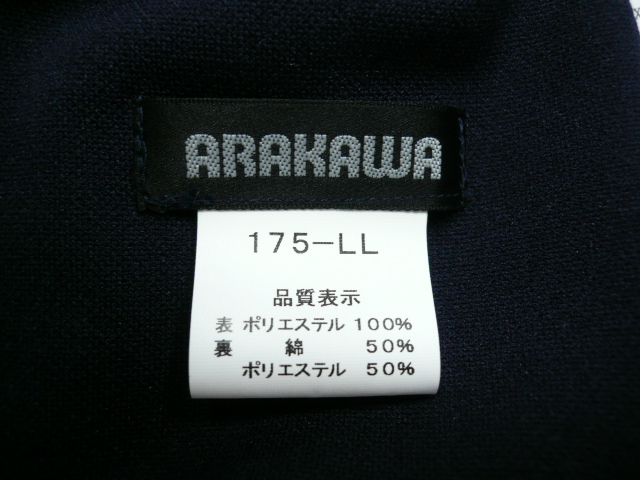 ARAKAWA
175-LL
品質表示
表 ポリエステル 100%
裏 綿 50%
ポリエステル 50%